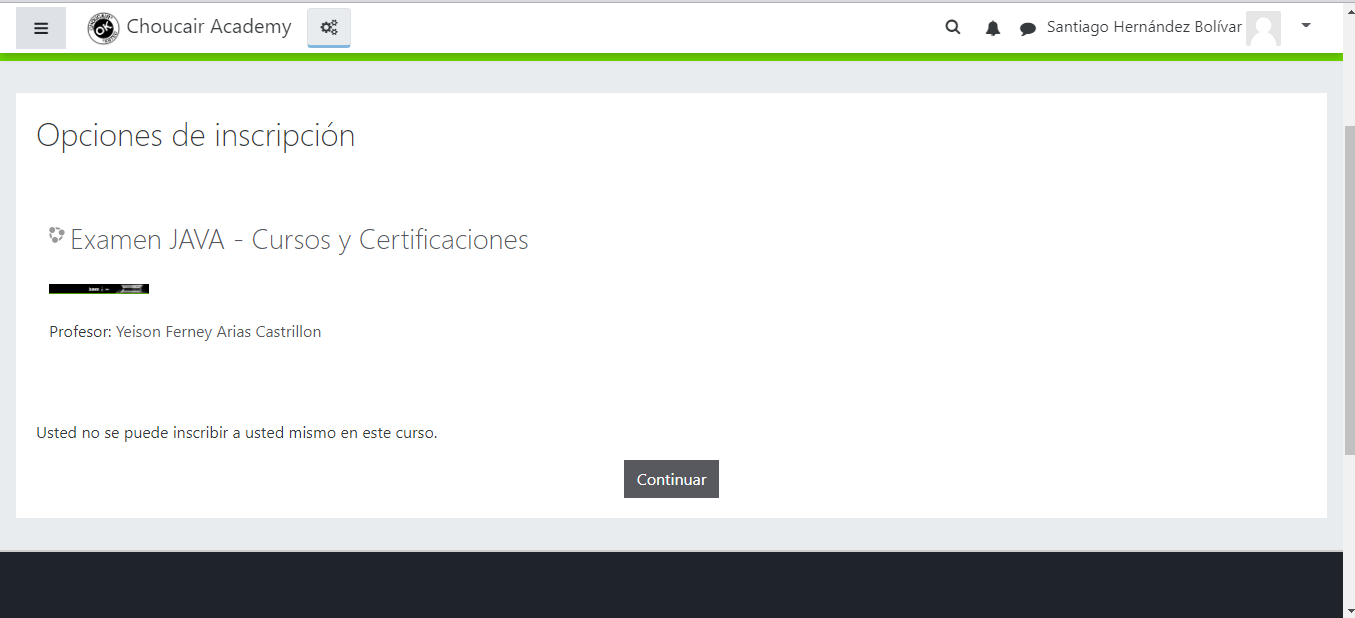 Choucair Academy
Santiago Hernández Bolívar
Opciones de inscripción
Examen JAVA - Cursos y Certificaciones
Profesor: Yeison Ferney Arias Castrillon
Usted no se puede inscribir a usted mismo en este curso.
Continuar